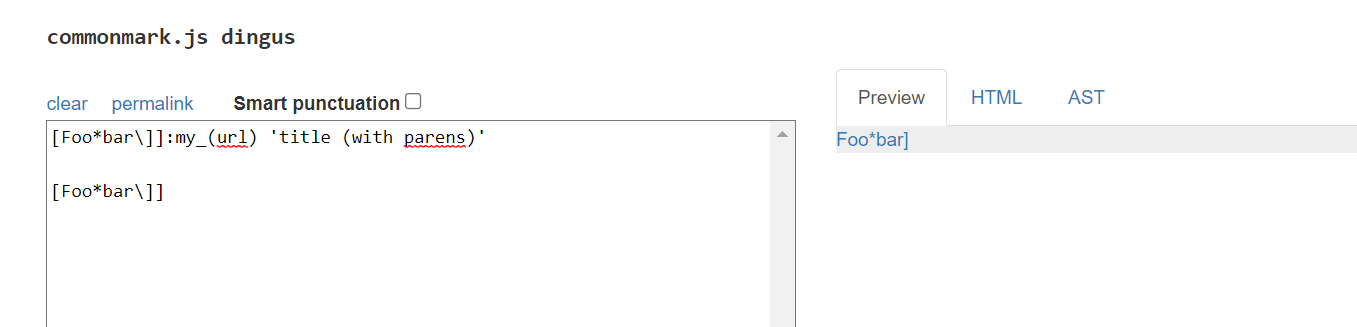 commonmark.js dingus
clear permalink Smart punctuation
Preview HTML AST
[Foo*bar\]]:my_(url) 'title (with parens)'
[Foo*bar\]]
Foo*bar]